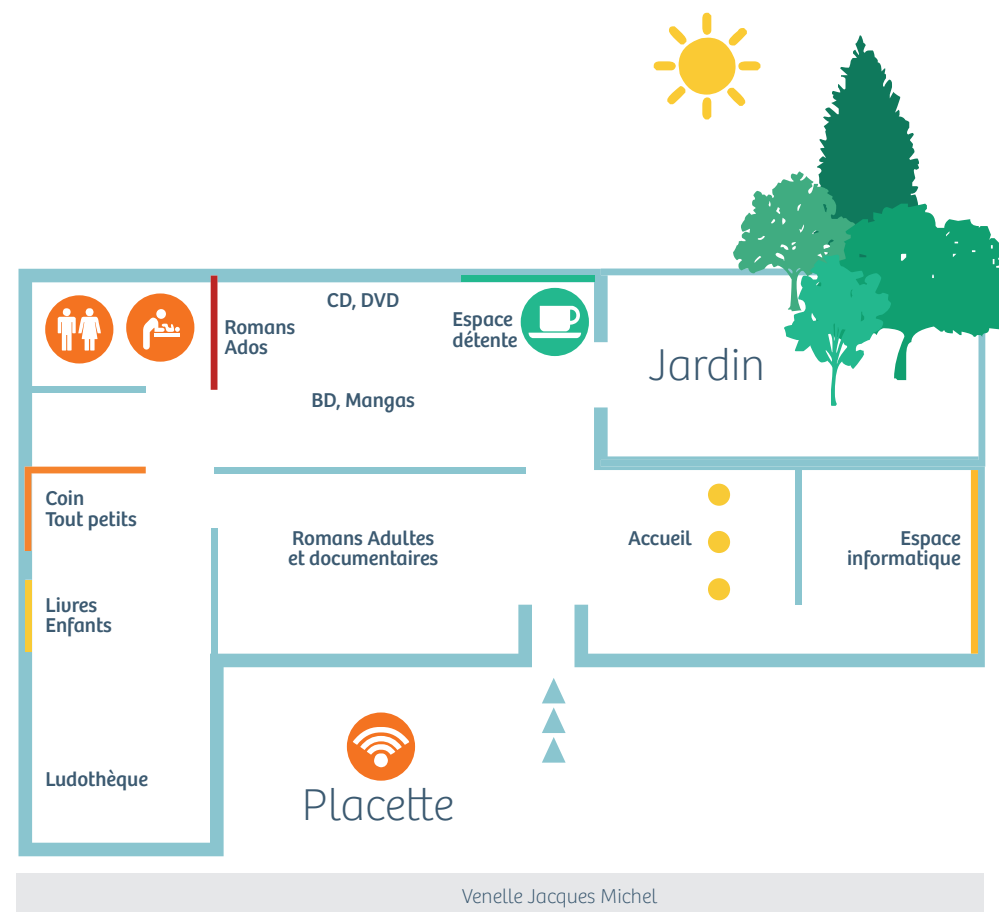 CD, DVD
Romans
Ados
Espace
détente
BD, Mangas
Jardin
Coin
Tout petits
Romans Adultes
et documentaires
Accueil
Espace
informatique
Livres
Enfants
Ludothèque
Placette
Venelle Jacques Michel